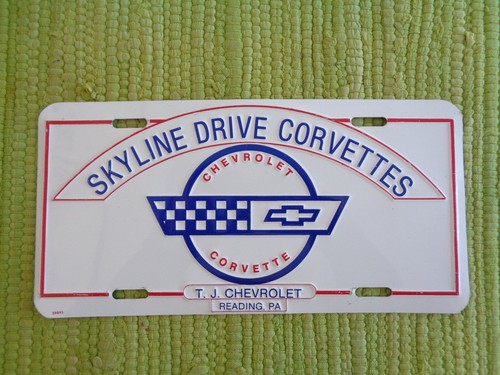 SKYLINE DRIVE CORVETTES
CHEVROLET
CORVETTE
T. J. CHEVROLET
READING, PA